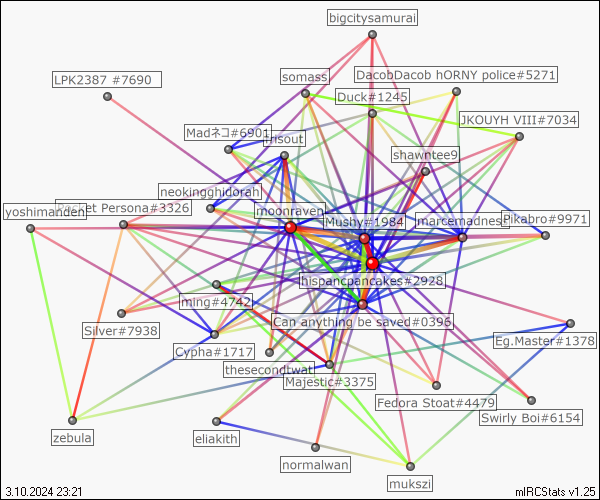 bigcitysamurai
LPK2387 #7690
somass
DacobDacob hORNY police#5271
Duck#1245
JKOUYH VIII#7034
Madネコ#6901
risout
shawntee9
neokingghidorah
yoshimanden
Packet Persona#3326
moonraven
Mushy#1984
marcemadness
Pikabro#9971
hispancpancakes#2928
ming#4742
Silver#7938
Can anything be saved#0396
Cypha#1717
Eg.Master#1378
thesecondtwat
Majestic#3375
Fedora Stoat#4479
Swirly Boi#6154
zebula
eliakith
normalwan
mukszi
3.10.2024 23:21
mIRCStats v1.25